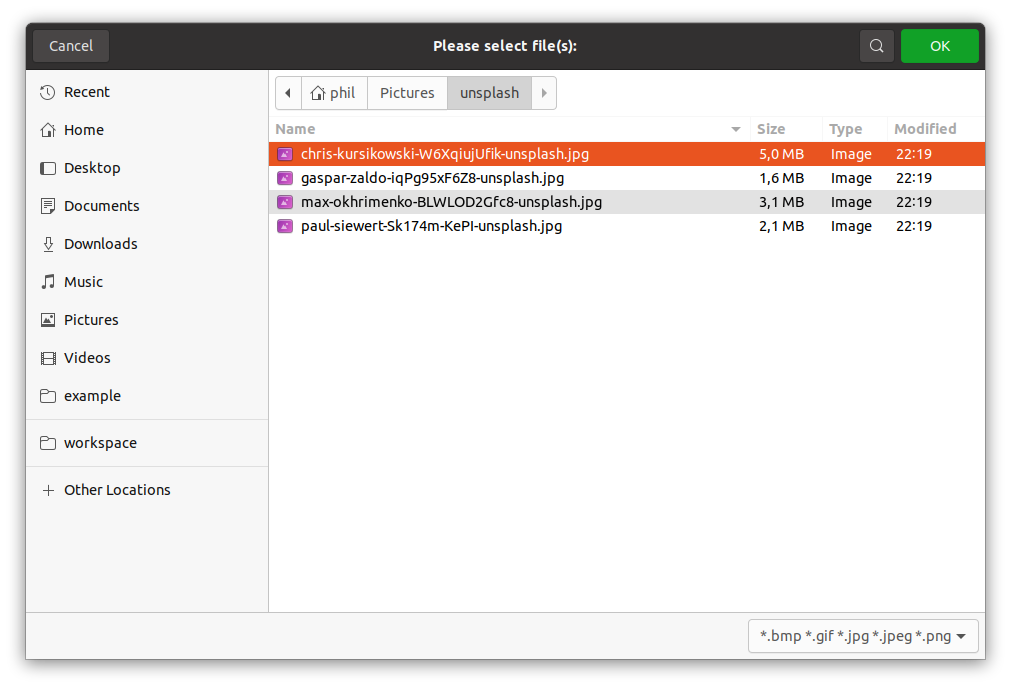 Cancel Please select file(s): OK
Recent
Home
Desktop
Documents
Downloads
Music
Pictures
Videos
example
workspace
Other Locations
phil Pictures unsplash
Name Size Type Modified
chris-kursikowski-W6XqiujUfik-unsplash.jpg 5,0 MB Image 22:19
gaspar-zaldo-iqPg95xF6Z8-unsplash.jpg 1,6 MB Image 22:19
max-okhrimenko-BLWLOD2Gfc8-unsplash.jpg 3,1 MB Image 22:19
paul-siewert-Sk174m-KePI-unsplash.jpg 2,1 MB Image 22:19
*.bmp *.gif *.jpg *.jpeg *.png